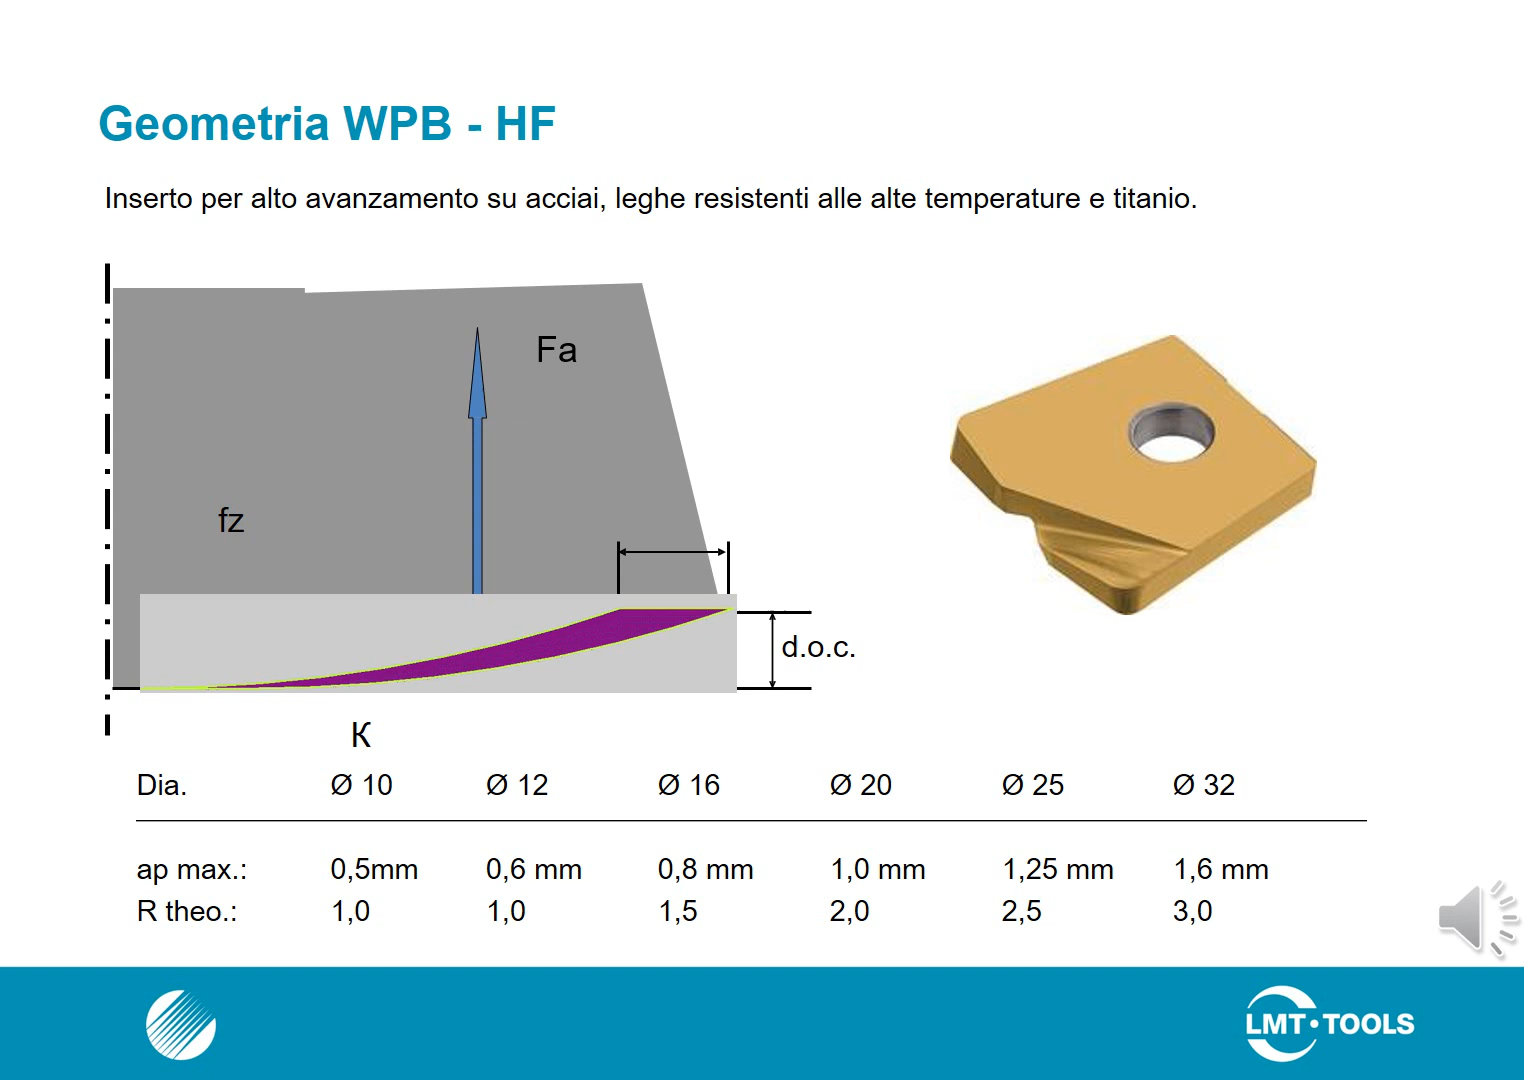 Geometria WPB - HF
Inserto per alto avanzamento su acciai, leghe resistenti alle alte temperature e titanio.
Fa
fz
d.o.c.
K
Dia. Ø 10 Ø 12 Ø 16 Ø 20 Ø 25 Ø 32
ap max.: 0,5mm 0,6 mm 0,8 mm 1,0 mm 1,25 mm 1,6 mm
R theo.: 1,0 1,0 1,5 2,0 2,5 3,0
LMT·TOOLS